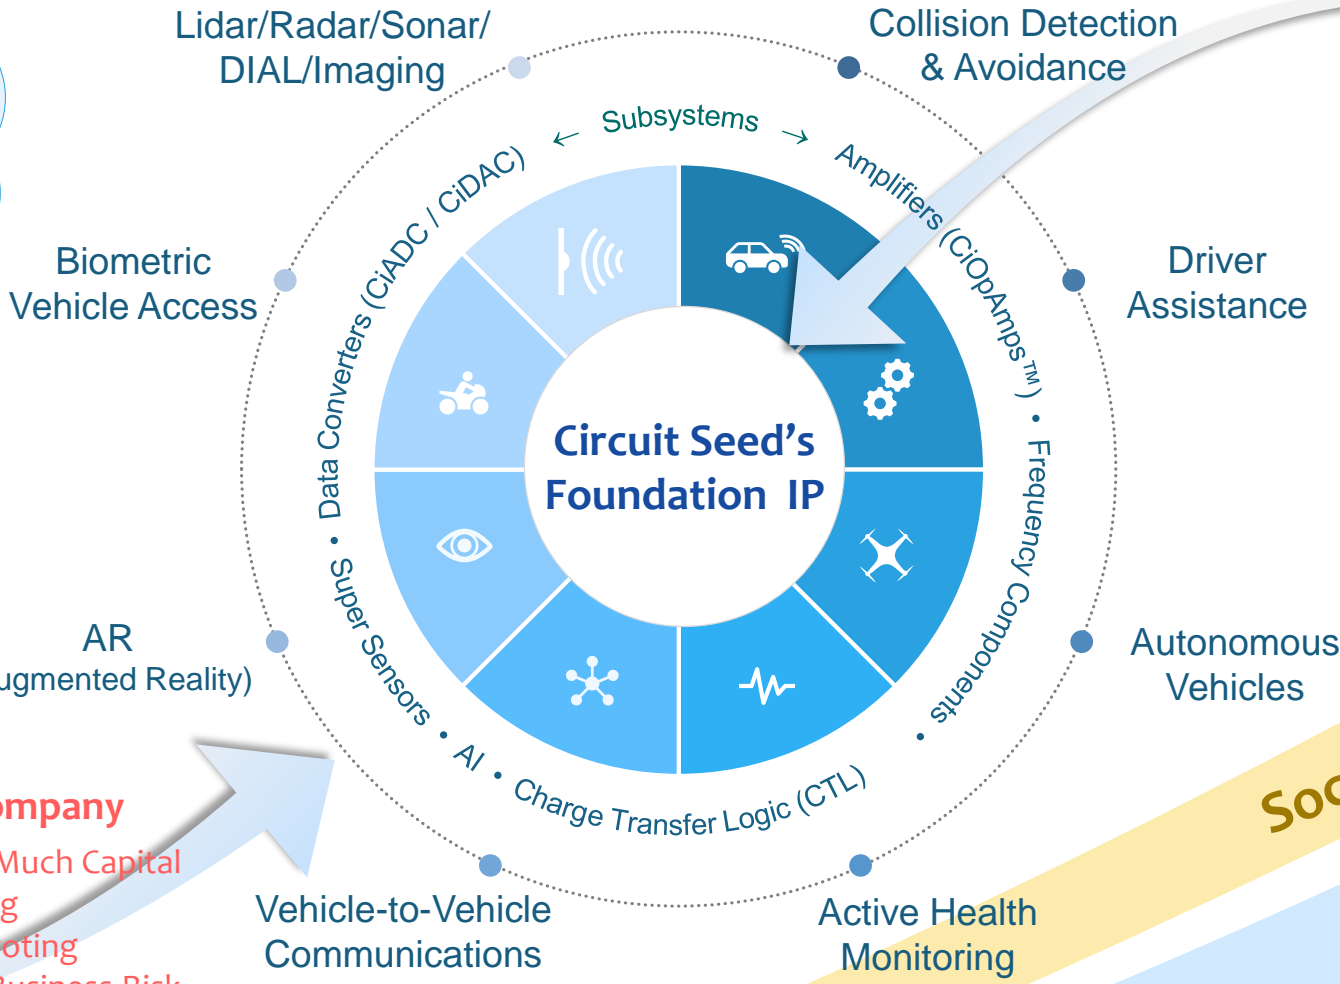 Lidar/Radar/Sonar/
DIAL/Imaging
Collision Detection
& Avoidance
← Subsystems →
Amplifiers (CiOpAmps™) • Frequency Components •
Data Converters (CiADC / CiDAC)
• Super Sensors • AI • Charge Transfer Logic (CTL)
Biometric
Vehicle Access
Driver
Assistance
Circuit Seed's
Foundation IP
AR
ugmented Reality)
Autonomous
Vehicles
ompany
Much Capital
g
oting
Business Risk
Soc
Vehicle-to-Vehicle
Communications
Active Health
Monitoring